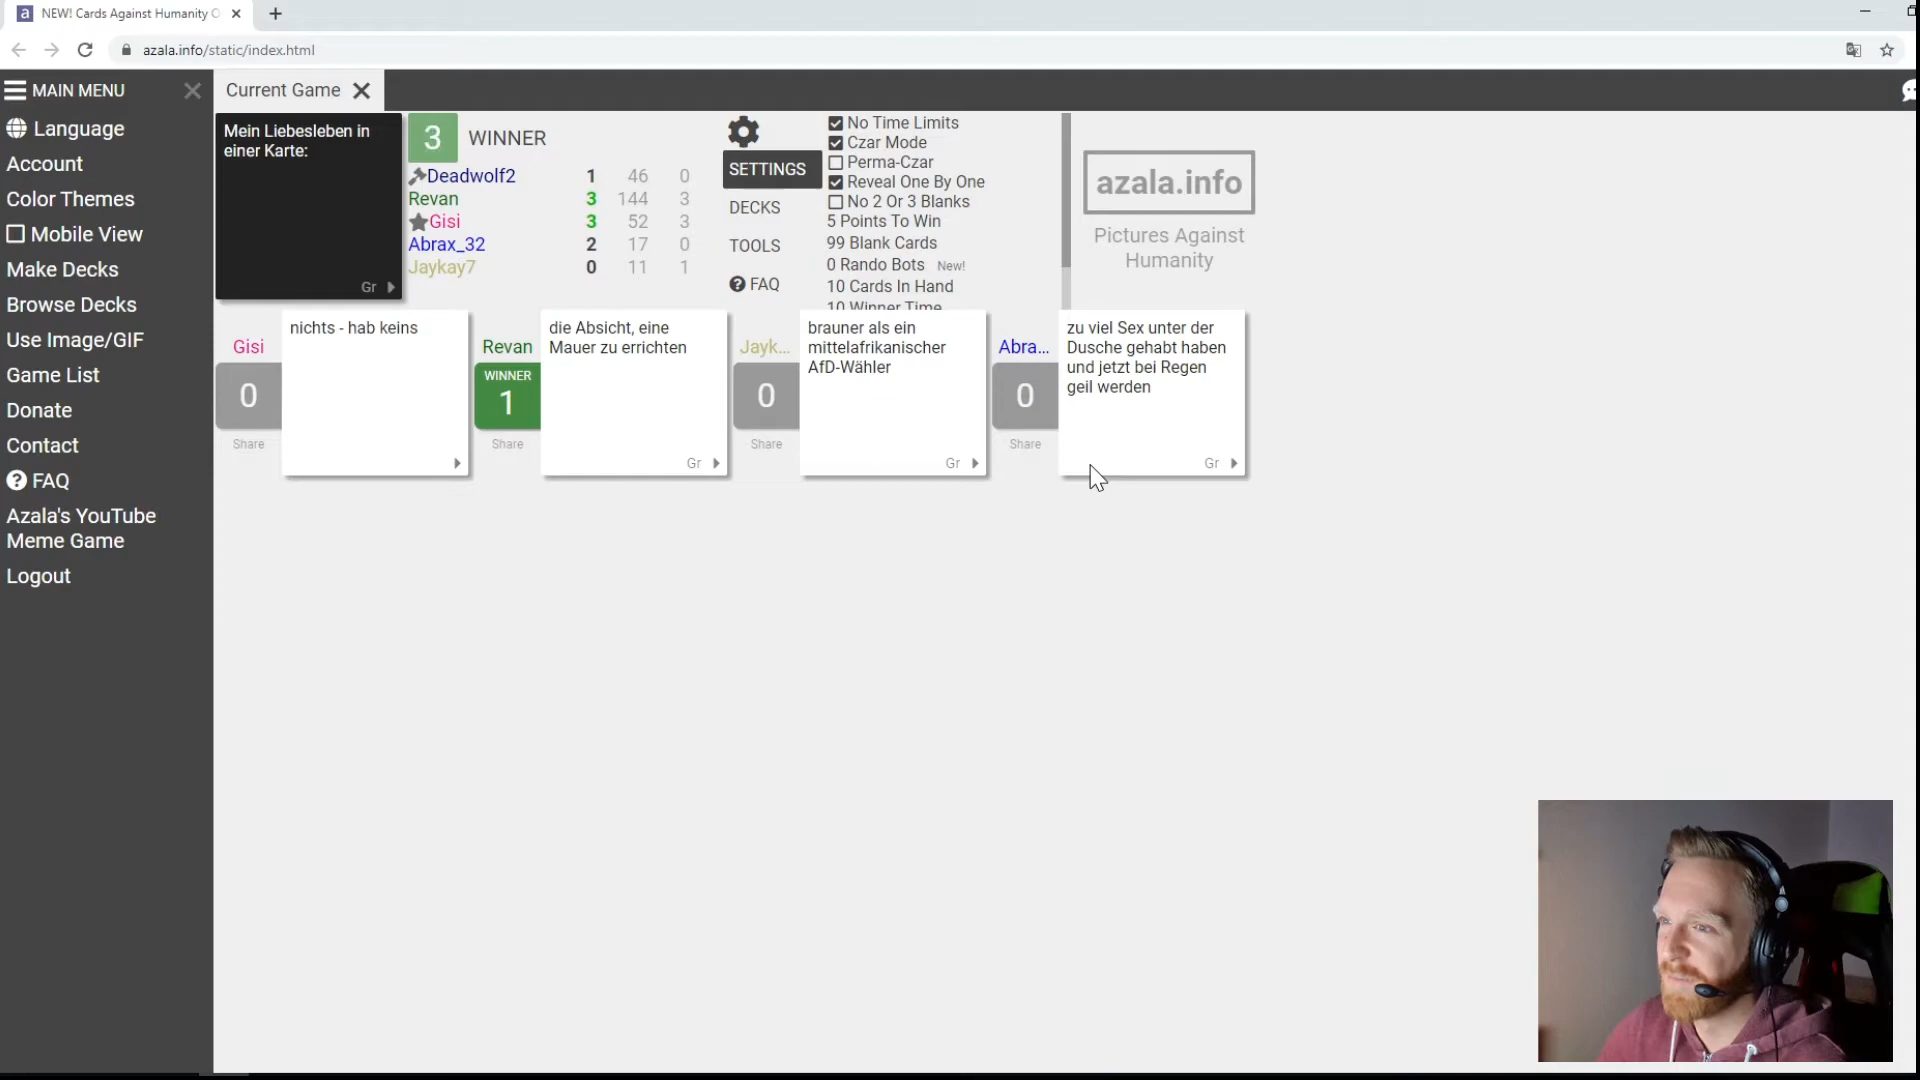 NEW! Cards Against Humanity O
azala.info/static/index.html
MAIN MENU
Language
Account
Color Themes
Mobile View
Make Decks
Browse Decks
Use Image/GIF
Game List
Donate
Contact
FAQ
Azala's YouTube
Meme Game
Logout
Current Game
Mein Liebesleben in
einer Karte:
Gr
3 WINNER
Deadwolf2 1 46 0
Revan 3 144 3
Gisi 3 52 3
Abrax_32 2 17 0
Jaykay7 0 11 1
SETTINGS
DECKS
TOOLS
FAQ
No Time Limits
Czar Mode
Perma-Czar
Reveal One By One
No 2 Or 3 Blanks
5 Points To Win
99 Blank Cards
0 Rando Bots New!
10 Cards In Hand
10 Winner Time
azala.info
Pictures Against
Humanity
Gisi
0
Share
nichts - hab keins
Revan
WINNER
1
Share
die Absicht, eine
Mauer zu errichten
Gr
Jayk...
0
Share
brauner als ein
mittelafrikanischer
AfD-Wähler
Gr
Abra...
0
Share
zu viel Sex unter der
Dusche gehabt haben
und jetzt bei Regen
geil werden
Gr